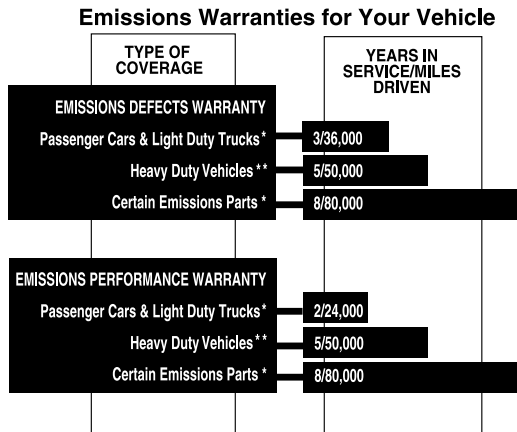 Emissions Warranties for Your Vehicle
TYPE OF
COVERAGE
YEARS IN
SERVICE/MILES
DRIVEN
EMISSIONS DEFECTS WARRANTY
Passenger Cars & Light Duty Trucks* 3/36,000
Heavy Duty Vehicles** 5/50,000
Certain Emissions Parts * 8/80,000
EMISSIONS PERFORMANCE WARRANTY
Passenger Cars & Light Duty Trucks* 2/24,000
Heavy Duty Vehicles** 5/50,000
Certain Emissions Parts * 8/80,000